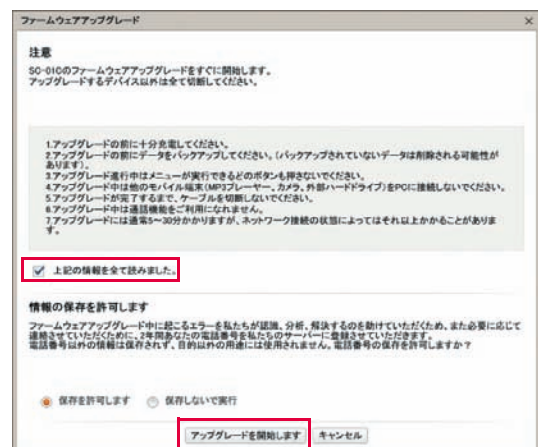 ファームウェアアップグレード
注意
SC-01Cのファームウェアアップグレードをすぐに開始します。
アップグレードするデバイス以外は全て切断してください。
1.アップグレードの前に十分充電してください。
2.アップグレードの前にデータをバックアップしてください。(バックアップされていないデータは削除される可能性が
あります)。
3.アップグレード進行中はメニューが実行できるどのボタンも押さないでください。
4.アップグレード中は他のモバイル端末(MP3プレーヤー、カメラ、外部ハードドライブ)をPCに接続しないでください。
5.アップグレードが完了するまで、ケーブルを切断しないでください。
6.アップグレード中は通話機能をご利用になれません。
7.アップグレードには通常5~30分かかりますが、ネットワーク接続の状態によってはそれ以上かかることがありま
す。
上記の情報を全て読みました。
情報の保存を許可します
ファームウェアアップグレード中に起こるエラーを私たちが認識、分析、解決するのを助けていただくため、また必要に応じて
連絡させていただくために、2年間あなたの電話番号を私たちのサーバーに登録させていただきます。
電話番号以外の情報は保存されず、目的以外の用途には使用されません。電話番号の保存を許可しますか?
保存を許可します 保存しないで実行
アップグレードを開始します キャンセル